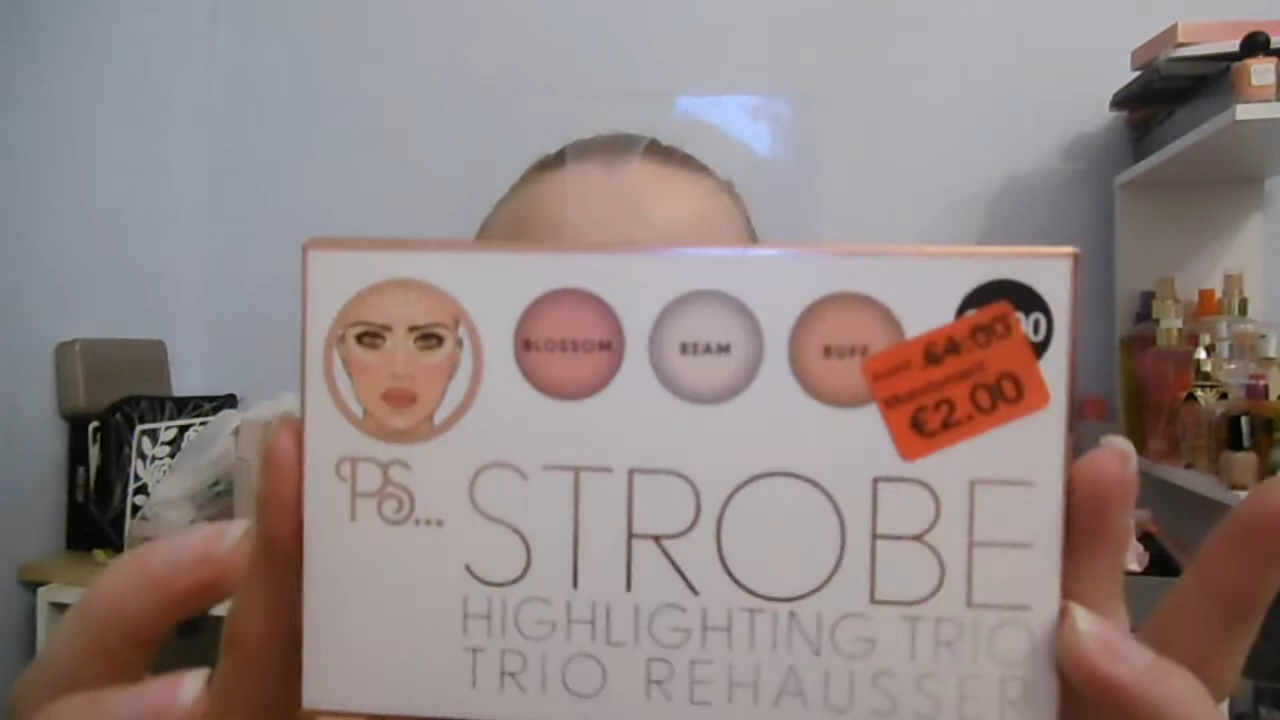 BLOSSOM
BEAM
BUFF
€4.00
€2.00
PS...
STROBE
HIGHLIGHTING TRIO
TRIO REHAUSSER